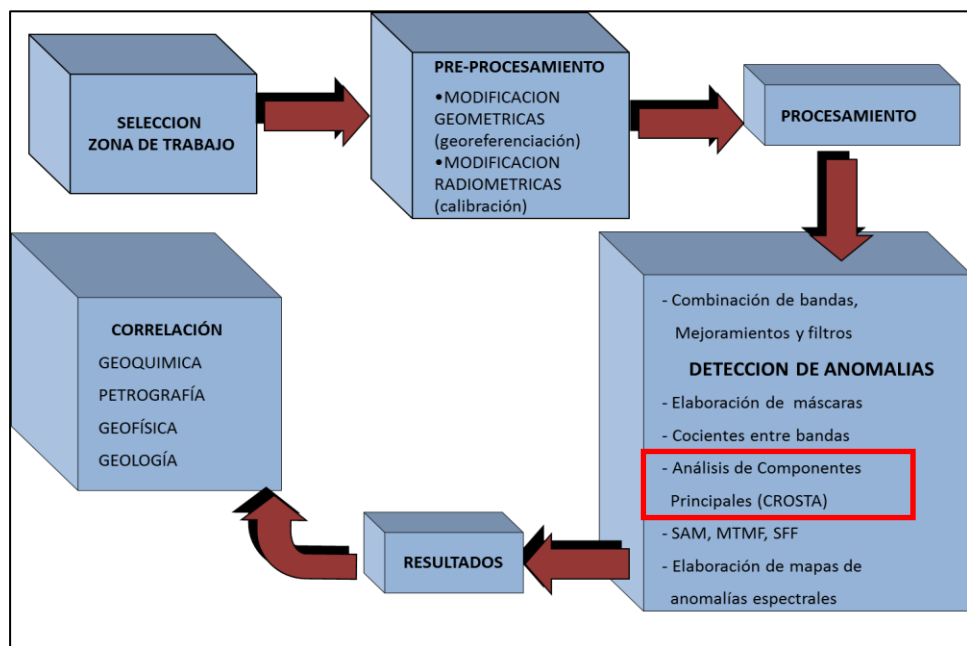 SELECCION
ZONA DE TRABAJO
PRE-PROCESAMIENTO
•MODIFICACION
GEOMETRICAS
(georeferenciación)
•MODIFICACION
RADIOMETRICAS
(calibración)
PROCESAMIENTO
- Combinación de bandas,
Mejoramientos y filtros
DETECCION DE ANOMALIAS
- Elaboración de máscaras
- Cocientes entre bandas
- Análisis de Componentes
Principales (CROSTA)
- SAM, MTMF, SFF
- Elaboración de mapas de
anomalías espectrales
RESULTADOS
CORRELACIÓN
GEOQUIMICA
PETROGRAFÍA
GEOFÍSICA
GEOLOGÍA